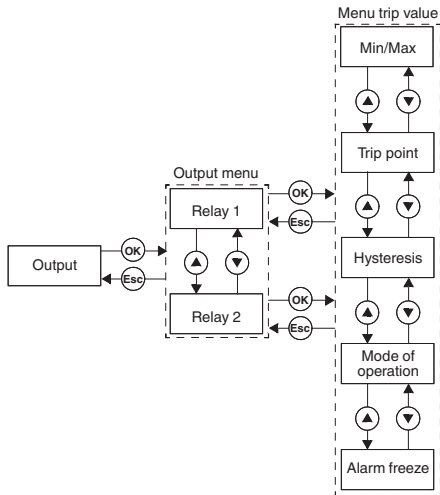 Menu trip value
Min/Max
Trip point
Output menu
Relay 1
OK
Esc
Output
OK
Esc
Hysteresis
Relay 2
OK
Esc
Mode of
operation
Alarm freeze